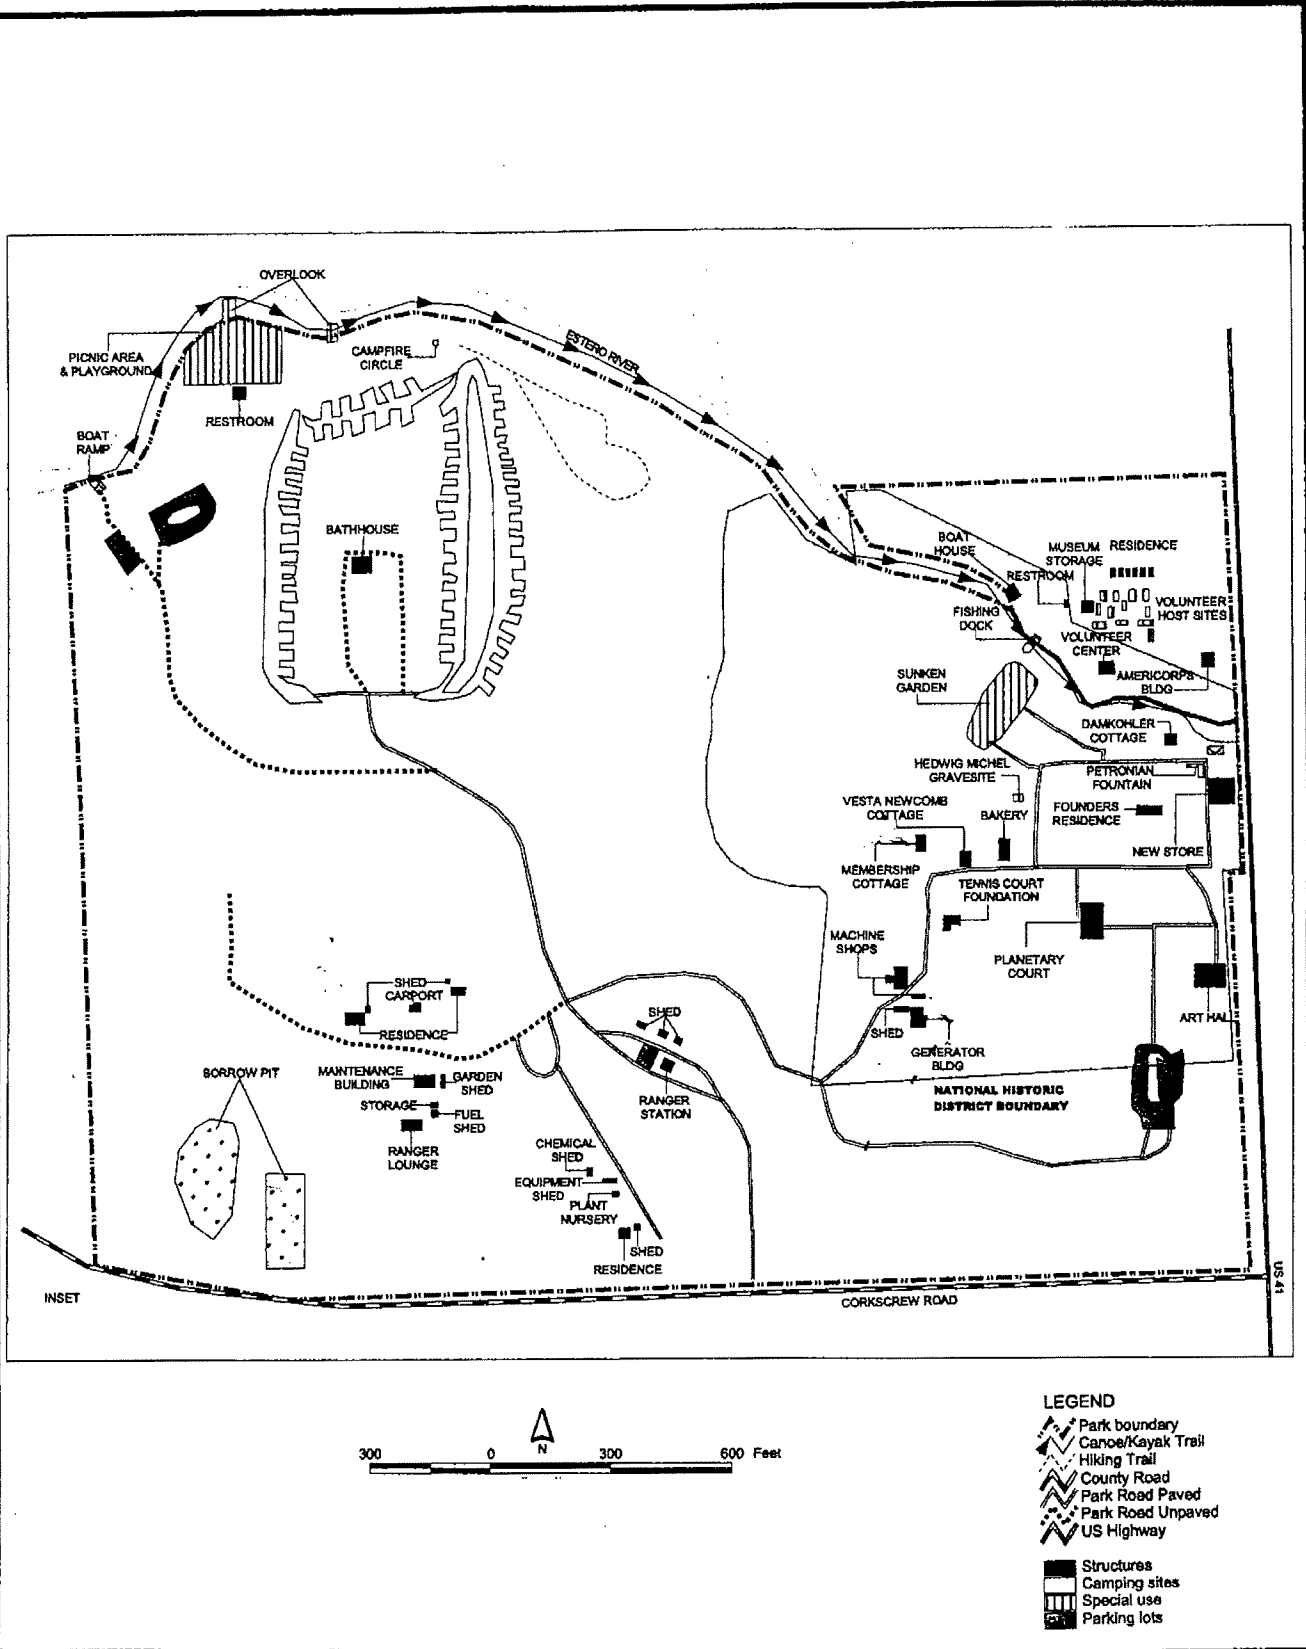 OVERLOOK
ESTERO RIVER
PICNIC AREA
& PLAYGROUND
CAMPFIRE
CIRCLE
RESTROOM
BOAT
RAMP
BATHHOUSE
BOAT
HOUSE
MUSEUM
STORAGE
RESIDENCE
RESTROOM
FISHING
DOCK
VOLUNTEER
HOST SITES
VOLUNTEER
CENTER
SUNKEN
GARDEN
AMERICORPS
BLDG
DAMKOHLER
COTTAGE
HEDWIG MICHEL
GRAVESITE
PETRONIAN
FOUNTAIN
VESTA NEWCOMB
COTTAGE
BAKERY
FOUNDERS
RESIDENCE
NEW STORE
MEMBERSHIP
COTTAGE
TENNIS COURT
FOUNDATION
MACHINE
SHOPS
PLANETARY
COURT
SHED
CARPORT
RESIDENCE
SHED
SHED
ART HALL
GENERATOR
BLDG
BORROW PIT
MAINTENANCE
BUILDING
GARDEN
SHED
STORAGE
FUEL
SHED
RANGER
STATION
NATIONAL HISTORIC
DISTRICT BOUNDARY
RANGER
LOUNGE
CHEMICAL
SHED
EQUIPMENT
SHED
PLANT
NURSERY
SHED
RESIDENCE
INSET
CORKSCREW ROAD
US 41
LEGEND
Park boundary
Canoe/Kayak Trail
Hiking Trail
County Road
Park Road Paved
Park Road Unpaved
US Highway
Structures
Camping sites
Special use
Parking lots
N
300 0 300 600 Feet